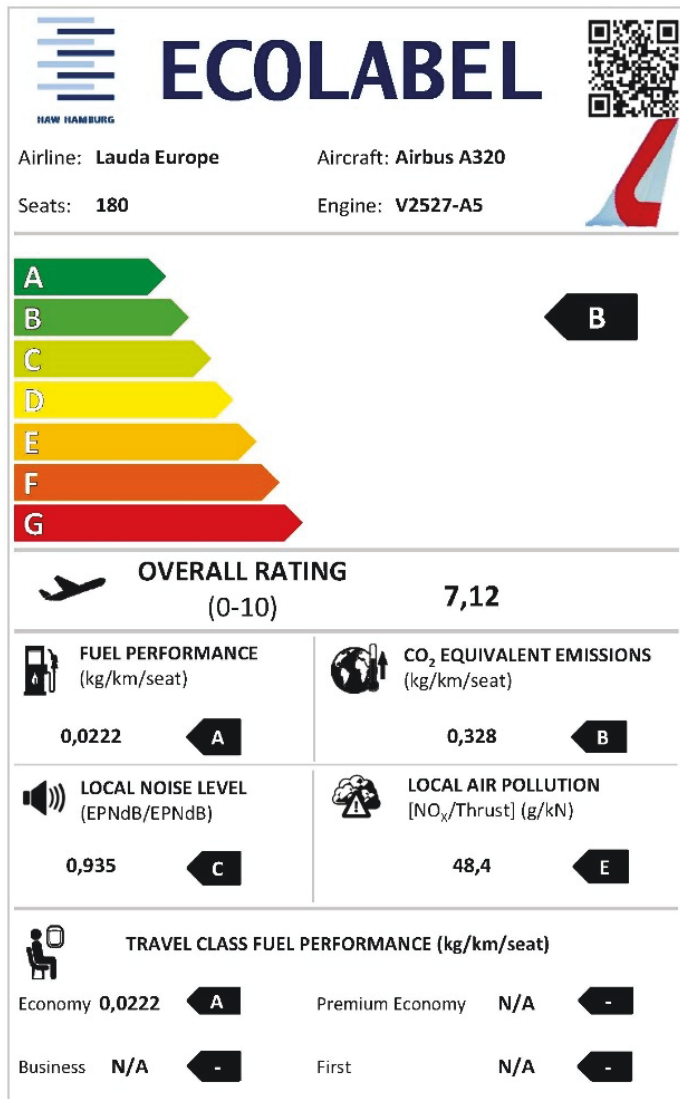 HAW HAMBURG
ECOLABEL
Airline: Lauda Europe Aircraft: Airbus A320
Seats: 180 Engine: V2527-A5
A
B B
C
D
E
F
G
OVERALL RATING
(0-10) 7,12
FUEL PERFORMANCE
(kg/km/seat)
0,0222 A
CO₂ EQUIVALENT EMISSIONS
(kg/km/seat)
0,328 B
LOCAL NOISE LEVEL
(EPNdB/EPNdB)
0,935 C
LOCAL AIR POLLUTION
[NOₓ/Thrust] (g/kN)
48,4 E
TRAVEL CLASS FUEL PERFORMANCE (kg/km/seat)
Economy 0,0222 A Premium Economy N/A -
Business N/A - First N/A -